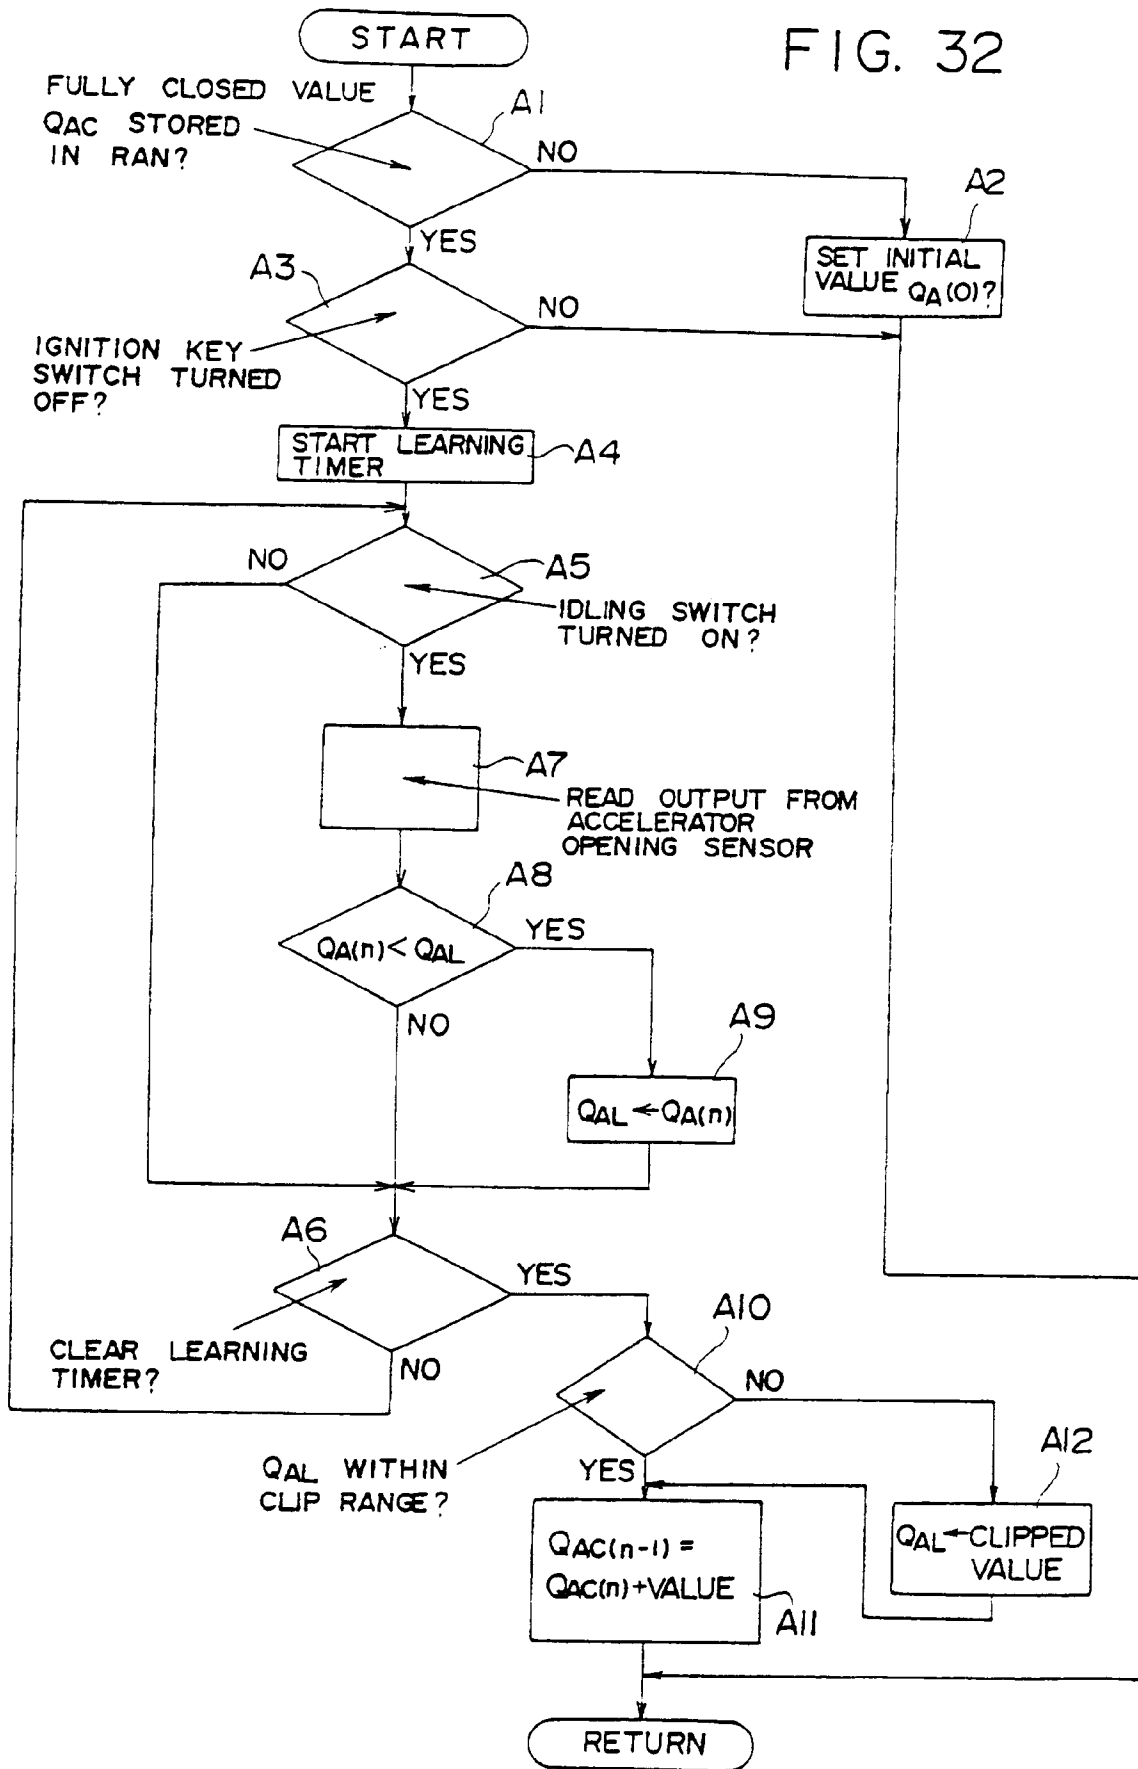 START
FIG. 32
FULLY CLOSED VALUE
QAC STORED
IN RAN?
A1
NO
YES
A2
SET INITIAL
VALUE QA(0)?
A3
NO
IGNITION KEY
SWITCH TURNED
OFF?
YES
START LEARNING
TIMER
A4
NO
A5
IDLING SWITCH
TURNED ON?
YES
A7
READ OUTPUT FROM
ACCELERATOR
OPENING SENSOR
A8
QA(n) < QAL
YES
NO
A9
QAL ← QA(n)
A6
YES
CLEAR LEARNING
TIMER?
NO
A10
NO
QAL WITHIN
CLIP RANGE?
YES
A12
QAL ← CLIPPED
VALUE
QAC(n-1) =
QAC(n)+VALUE
A11
RETURN